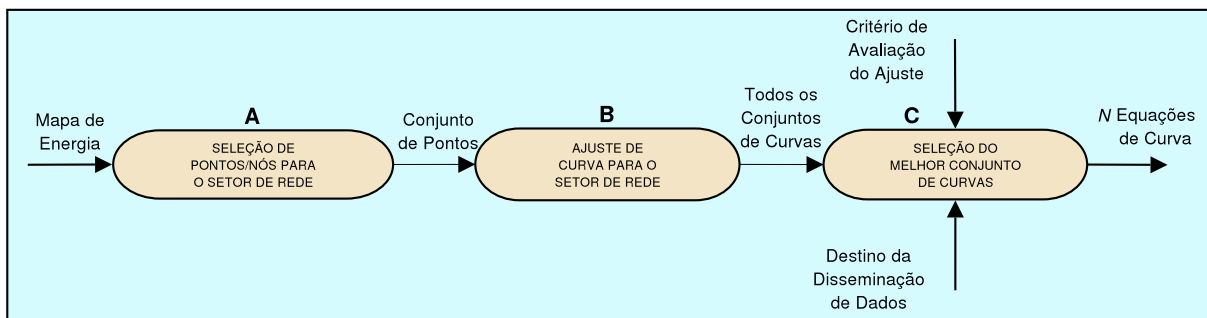 Mapa de
Energia
A
SELEÇÃO DE
PONTOS/NÓS PARA
O SETOR DE REDE
Conjunto
de Pontos
B
AJUSTE DE
CURVA PARA O
SETOR DE REDE
Todos os
Conjuntos
de Curvas
Critério de
Avaliação
do Ajuste
C
SELEÇÃO DO
MELHOR CONJUNTO
DE CURVAS
Destino da
Disseminação
de Dados
N Equações
de Curva